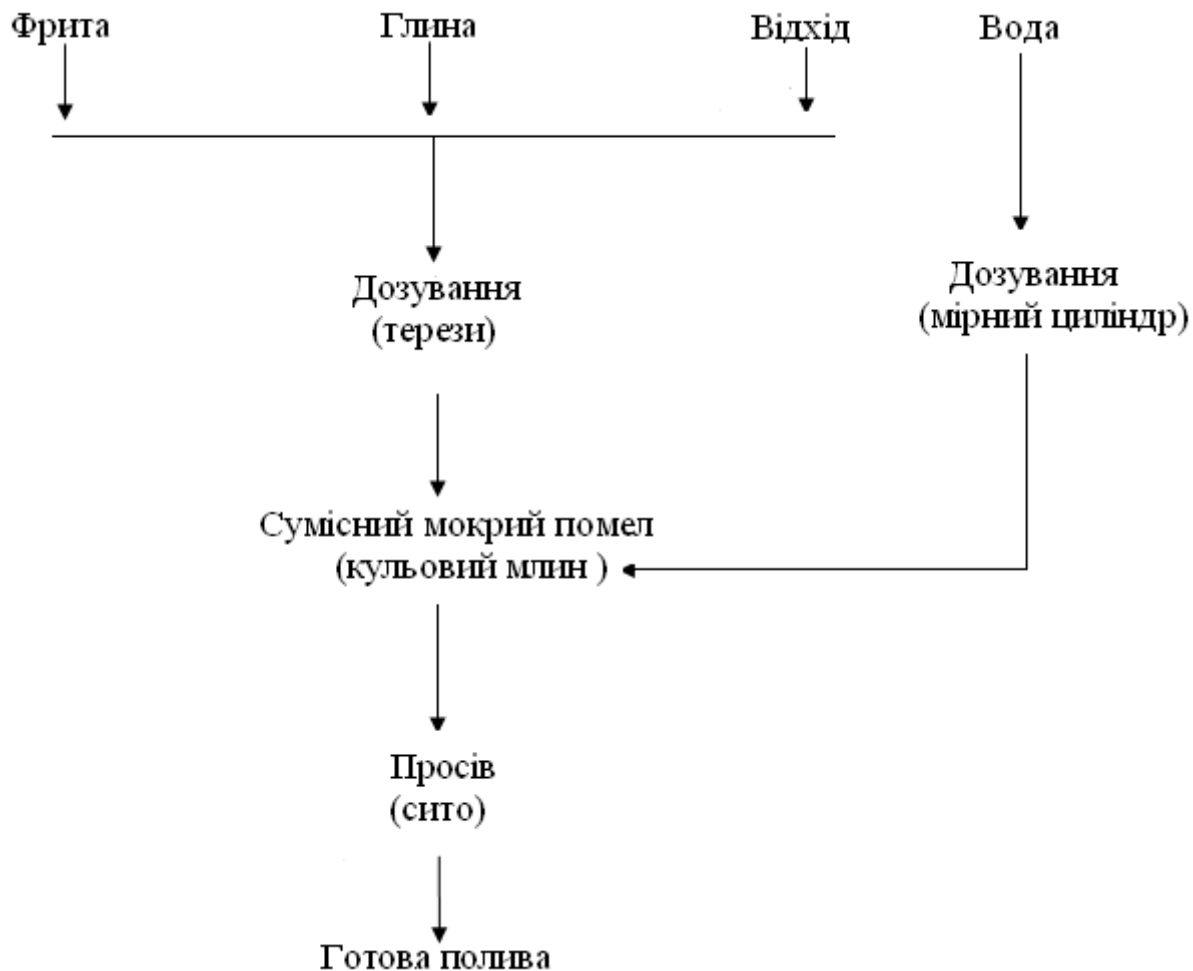 Фрита
Глина
Відхід
Вода
Дозування
(терези)
Дозування
(мірний циліндр)
Сумісний мокрий помел
(кульовий млин )
Просів
(сито)
Готова полива